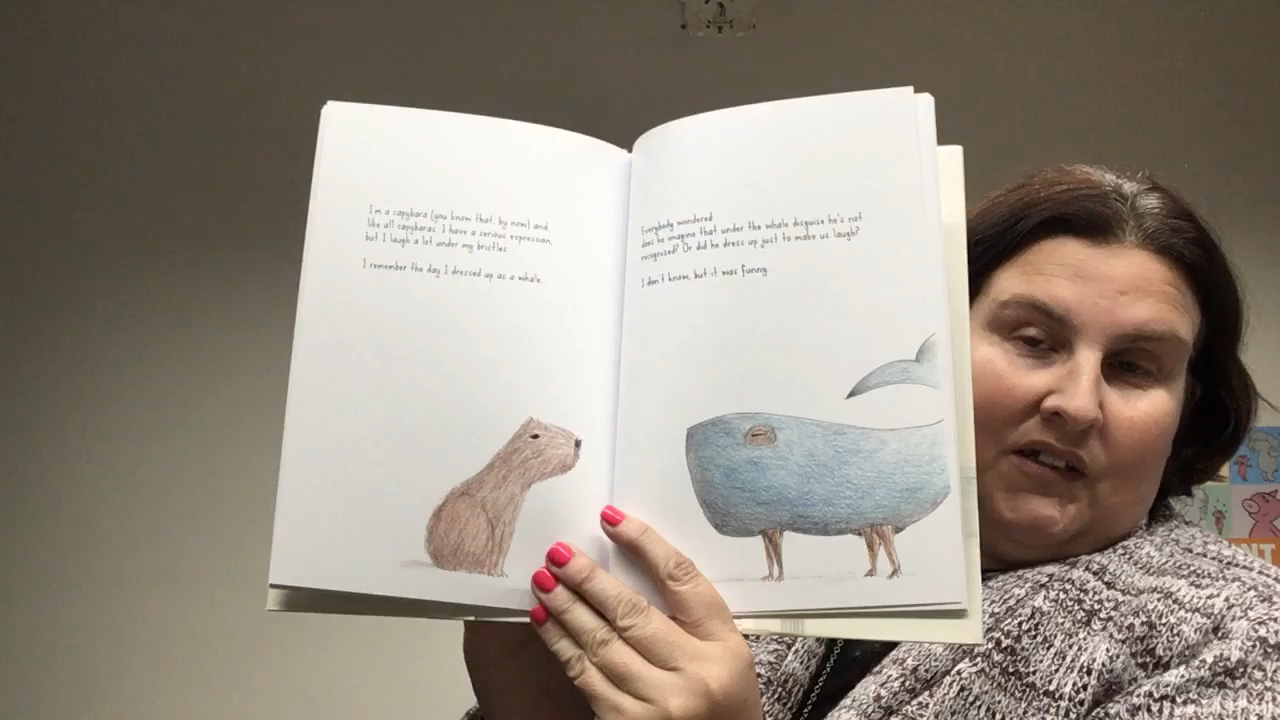 I'm a capybara (you know that, by now) and
like all capybaras, I have a serious expression,
but I laugh a lot under my bristles
I remember the day I dressed up as a whale.
Everybody wondered
does he imagine that under the whale disguise he's not
recognized? Or did he dress up just to make us laugh?
I don't know, but it was funny.
ANT